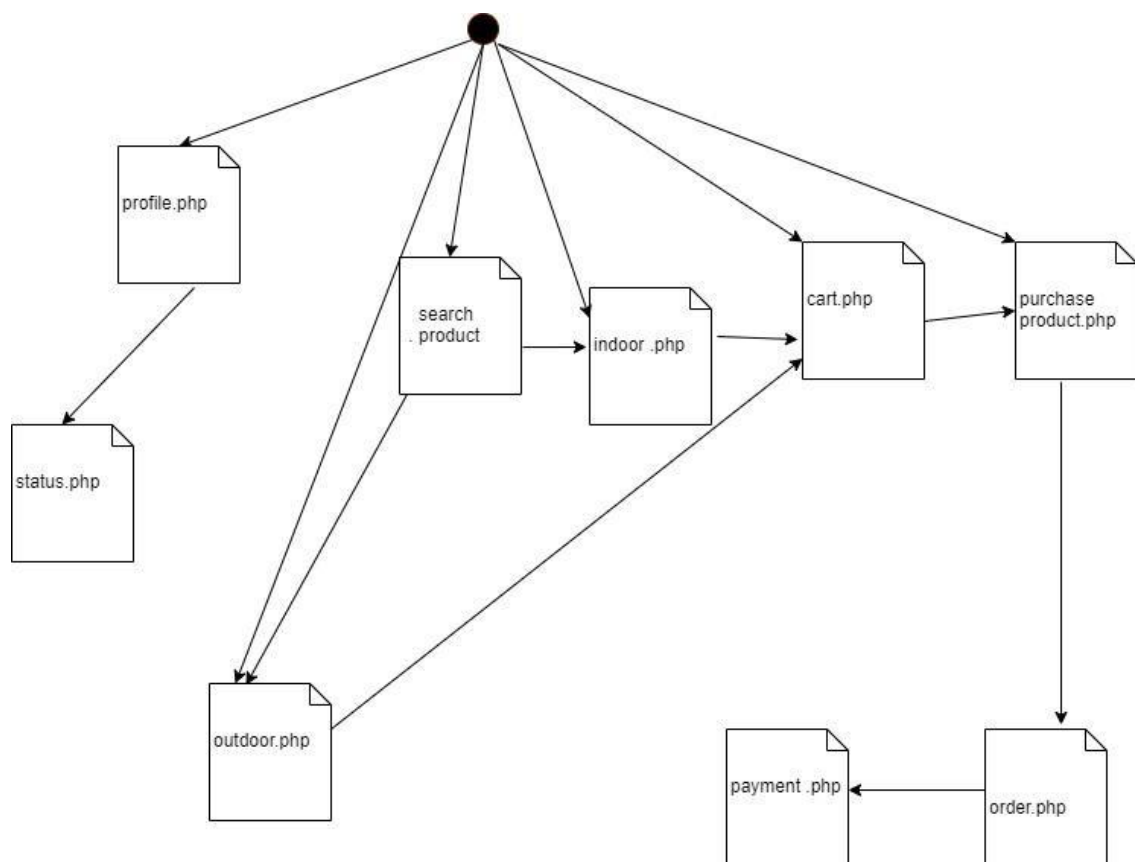 profile.php
search
. product
indoor .php
cart.php
purchase
product.php
status.php
outdoor.php
payment .php
order.php